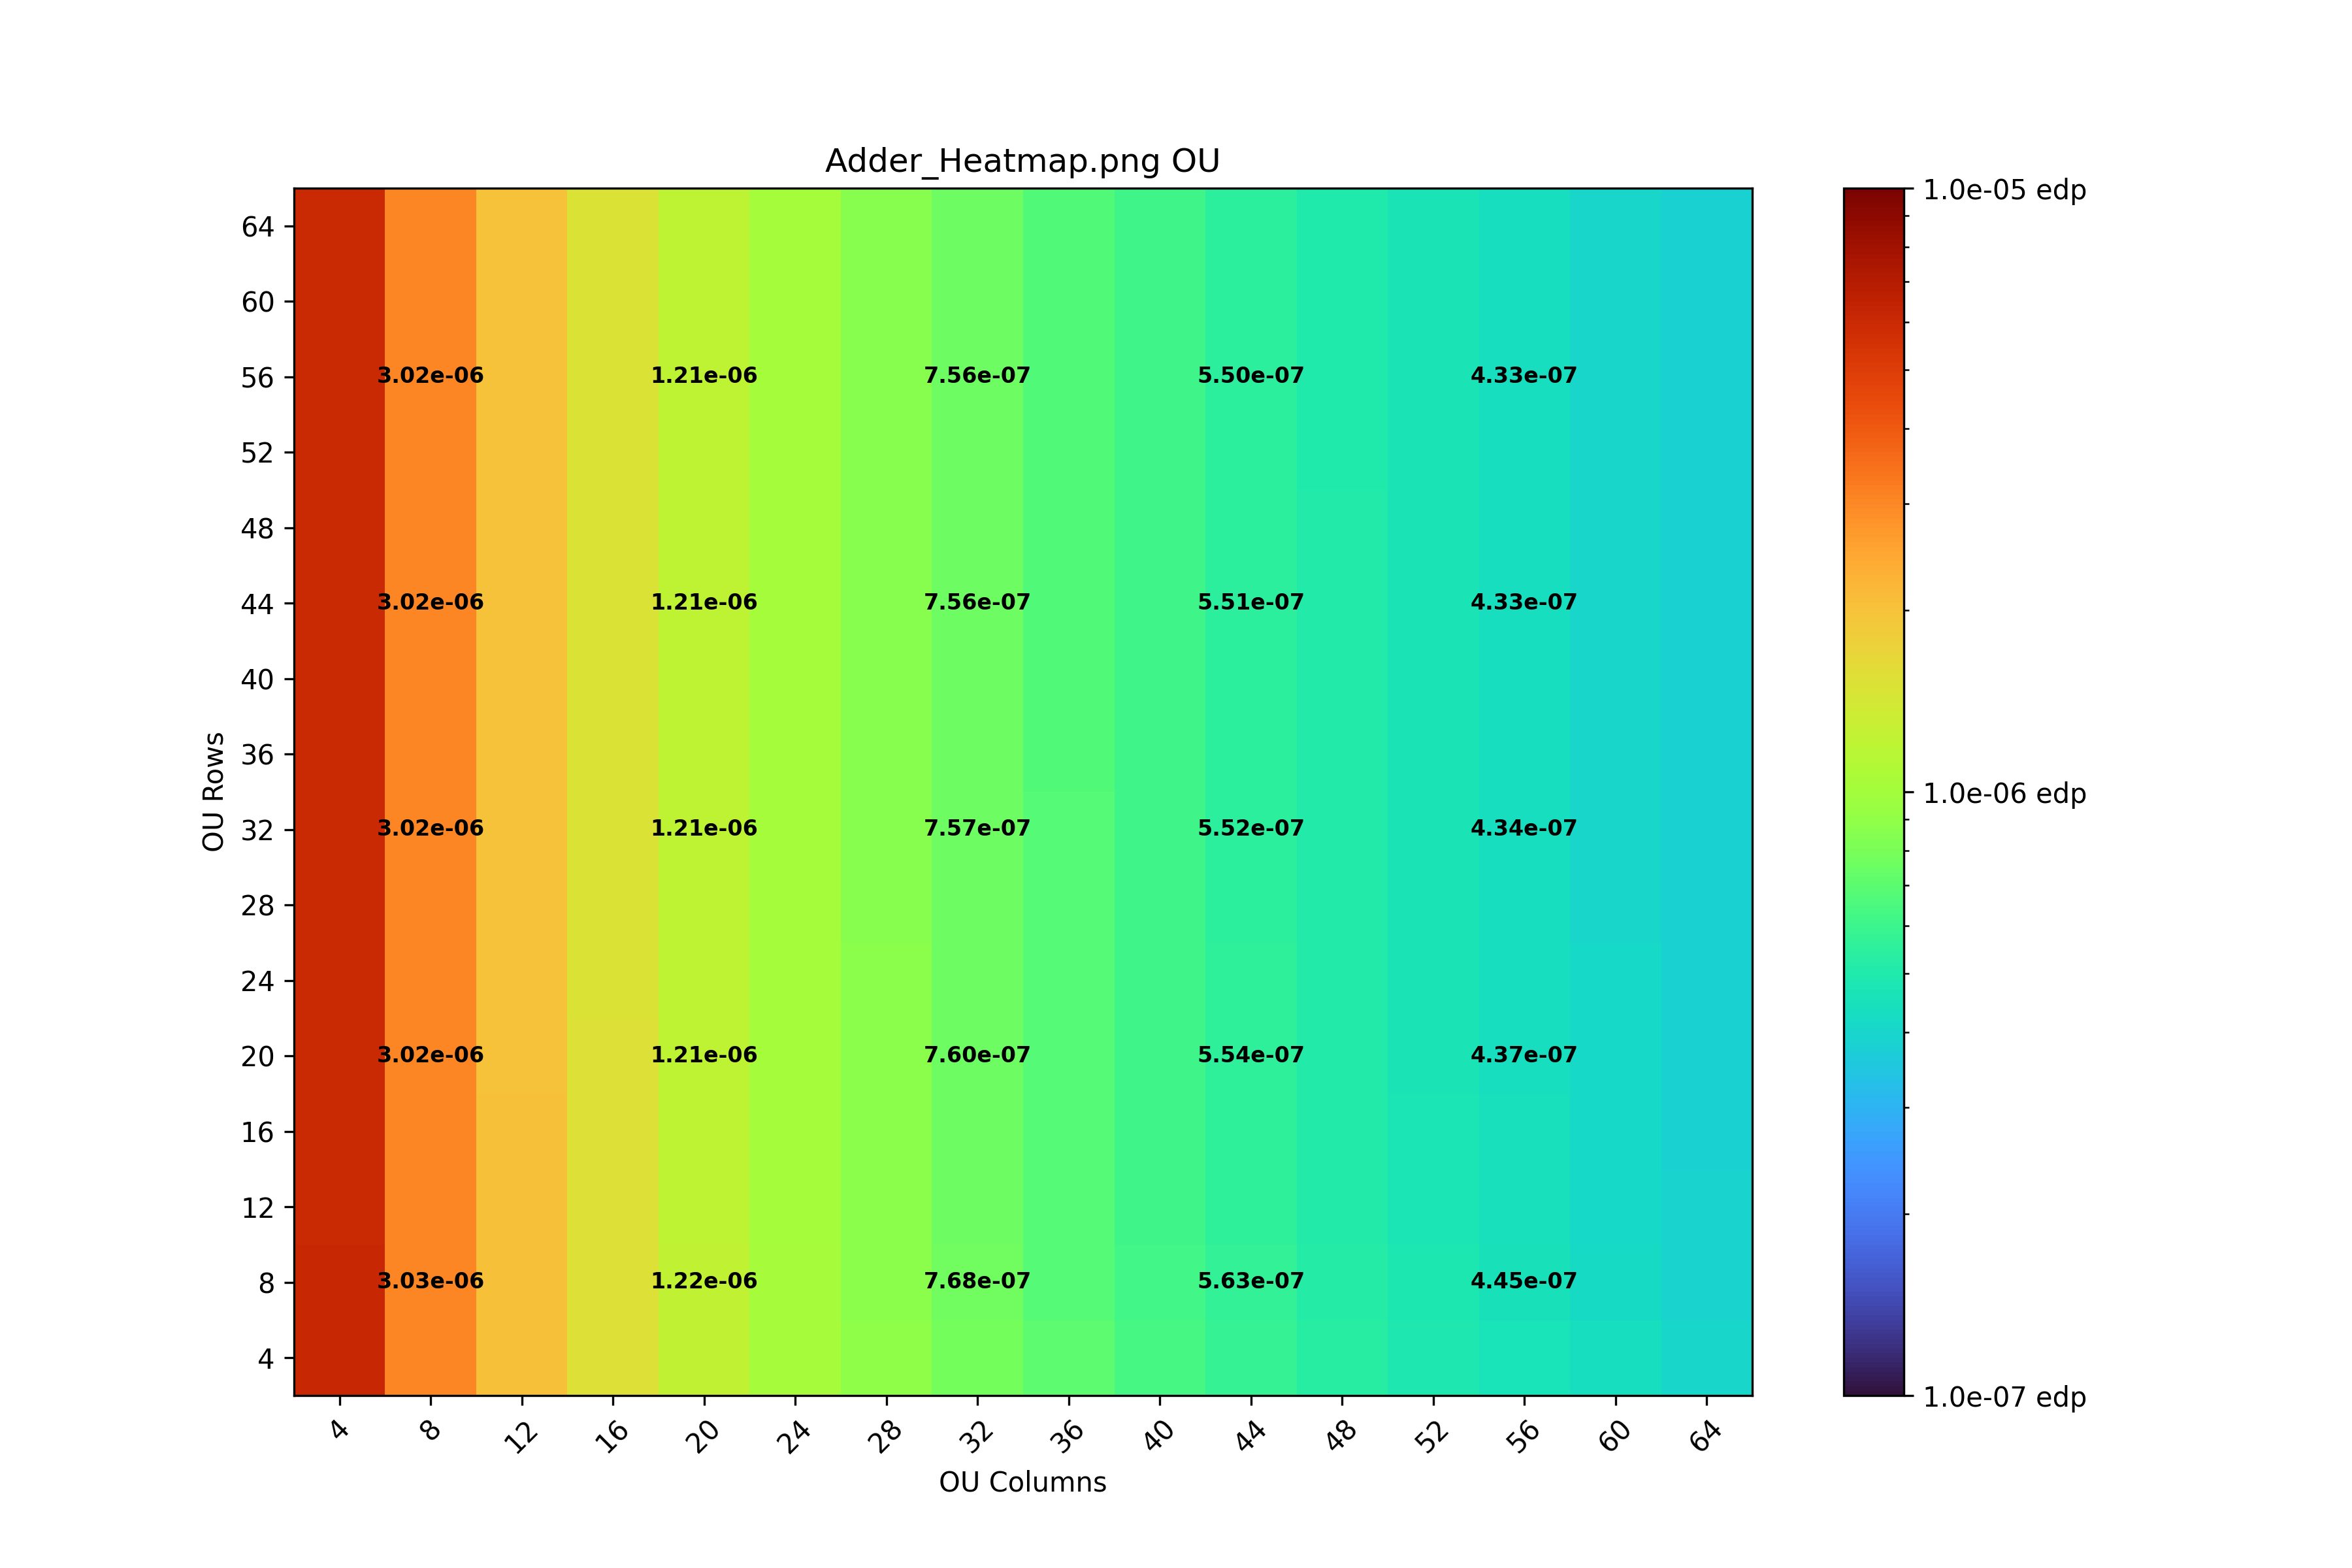 Adder_Heatmap.png OU
1.0e-05 edp
64
60
56
3.02e-06 1.21e-06 7.56e-07 5.50e-07 4.33e-07
52
48
44
3.02e-06 1.21e-06 7.56e-07 5.51e-07 4.33e-07
40
36
1.0e-06 edp
OU Rows
32
3.02e-06 1.21e-06 7.57e-07 5.52e-07 4.34e-07
28
24
20
3.02e-06 1.21e-06 7.60e-07 5.54e-07 4.37e-07
16
12
8
3.03e-06 1.22e-06 7.68e-07 5.63e-07 4.45e-07
4
1.0e-07 edp
4 8 12 16 20 24 28 32 36 40 44 48 52 56 60 64
OU Columns